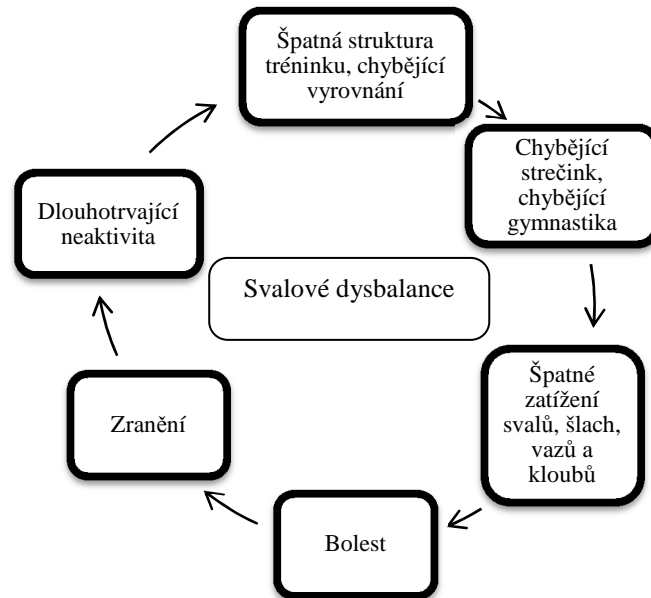 Špatná struktura
tréninku, chybějící
vyrovnání
Chybějící
strečink,
chybějící
gymnastika
Dlouhotrvající
neaktivita
Svalové dysbalance
Špatné
zatížení
svalů, šlach,
vazů a
kloubů
Zranění
Bolest